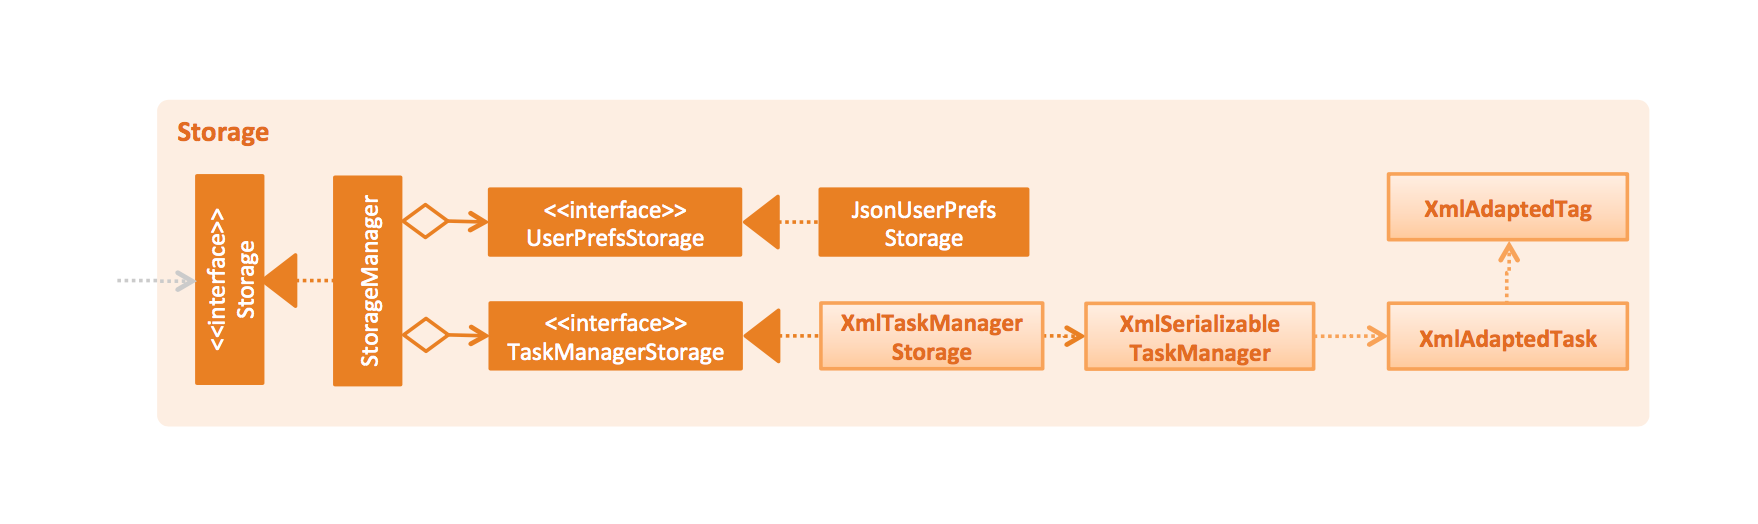 Storage
<<interface>>
Storage
StorageManager
<<interface>>
UserPrefsStorage
JsonUserPrefs
Storage
XmlAdaptedTag
<<interface>>
TaskManagerStorage
XmlTaskManager
Storage
XmlSerializable
TaskManager
XmlAdaptedTask